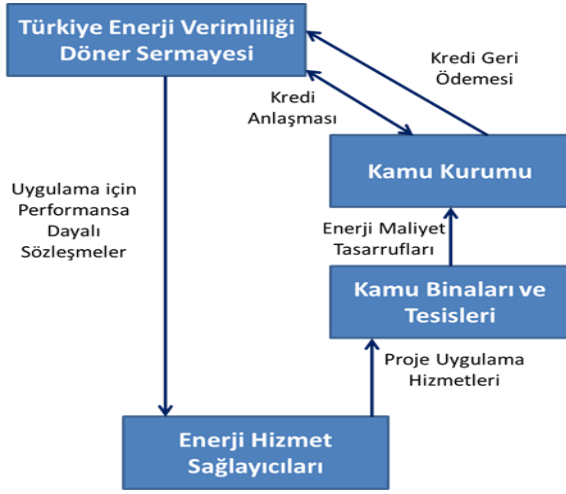 Türkiye Enerji Verimliliği
Döner Sermayesi
Kredi Geri
Ödemesi
Kredi
Anlaşması
Kamu Kurumu
Uygulama için
Performansa
Dayalı
Sözleşmeler
Enerji Maliyet
Tasarrufları
Kamu Binaları ve
Tesisleri
Proje Uygulama
Hizmetleri
Enerji Hizmet
Sağlayıcıları